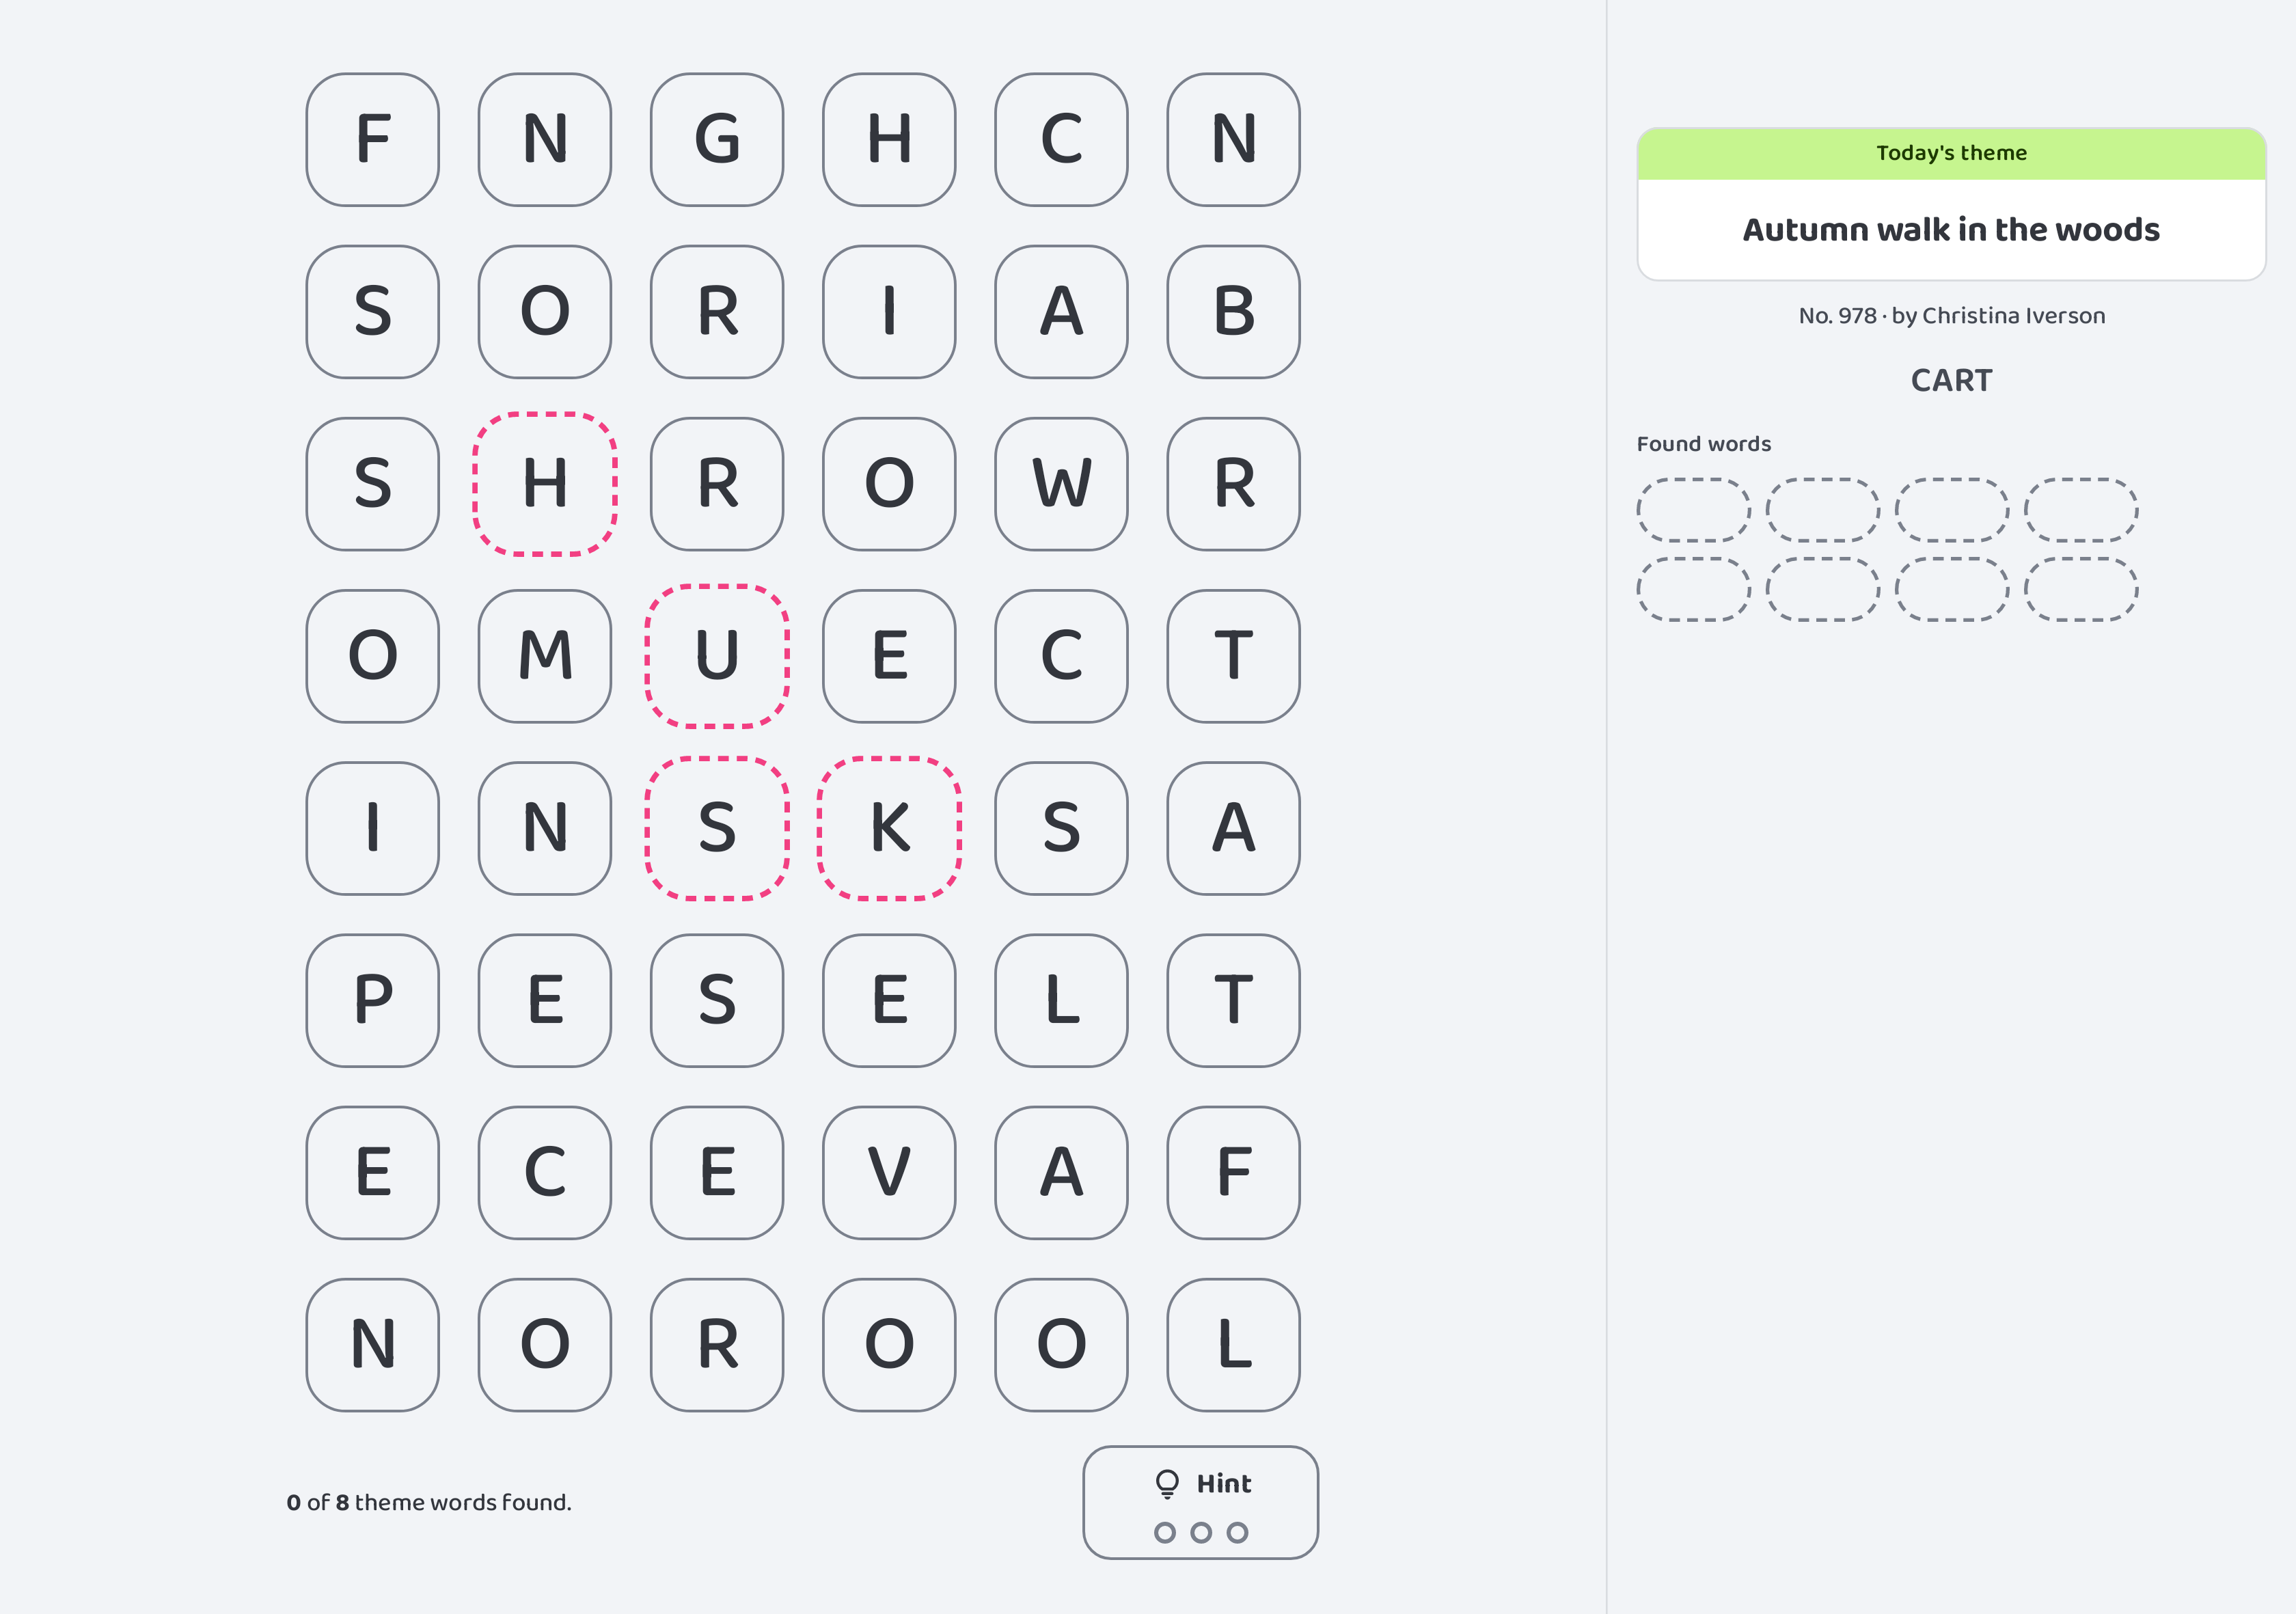 F N G H C N
S O R I A B
S H R O W R
O M U E C T
I N S K S A
P E S E L T
E C E V A F
N O R O O L
0 of 8 theme words found.
Hint
Today's theme
Autumn walk in the woods
No. 978 · by Christina Iverson
CART
Found words